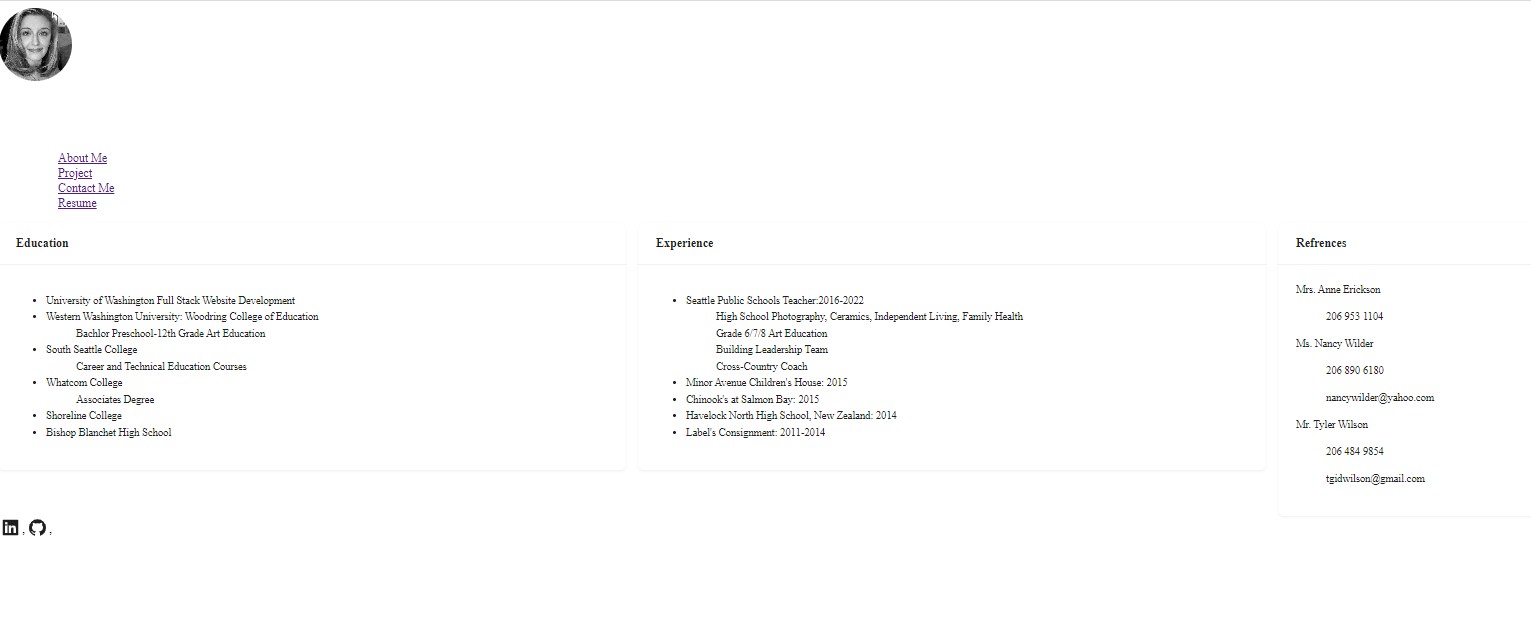 About Me
Project
Contact Me
Resume
Education
University of Washington Full Stack Website Development
Western Washington University: Woodring College of Education
Bachlor Preschool-12th Grade Art Education
South Seattle College
Career and Technical Education Courses
Whatcom College
Associates Degree
Shoreline College
Bishop Blanchet High School
Experience
Seattle Public Schools Teacher:2016-2022
High School Photography, Ceramics, Independent Living, Family Health
Grade 6/7/8 Art Education
Building Leadership Team
Cross-Country Coach
Minor Avenue Children's House: 2015
Chinook's at Salmon Bay: 2015
Havelock North High School, New Zealand: 2014
Label's Consignment: 2011-2014
Refrences
Mrs. Anne Erickson
206 953 1104
Ms. Nancy Wilder
206 890 6180
nancywilder@yahoo.com
Mr. Tyler Wilson
206 484 9854
tgidwilson@gmail.com
in , ,